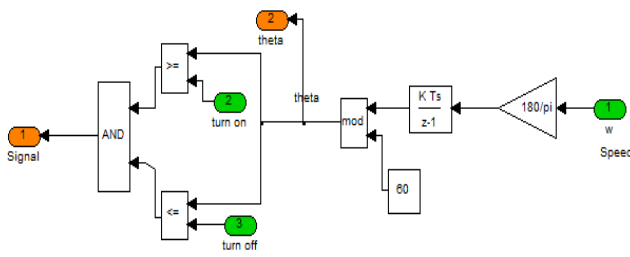 2
theta
>=
2
turn on
theta
K Ts
z-1
180/pi
1
w
Speed
mod
AND
1
Signal
60
<=
3
turn off